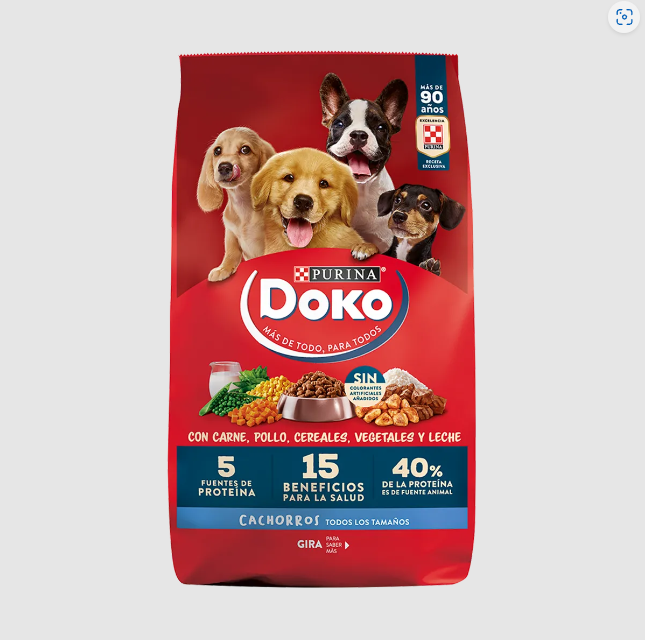 MÁS DE
90
años
EXCELENCIA
PURINA
RECETA
EXCLUSIVA
PURINA®
DOKO
MÁS DE TODO, PARA TODOS
SIN
COLORANTES
ARTIFICIALES
AÑADIDOS
CON CARNE, POLLO, CEREALES, VEGETALES Y LECHE
5
FUENTES DE
PROTEÍNA
15
BENEFICIOS
PARA LA SALUD
40%
DE LA PROTEÍNA
ES DE FUENTE ANIMAL
CACHORROS TODOS LOS TAMAÑOS
GIRA PARA
SABER
MÁS